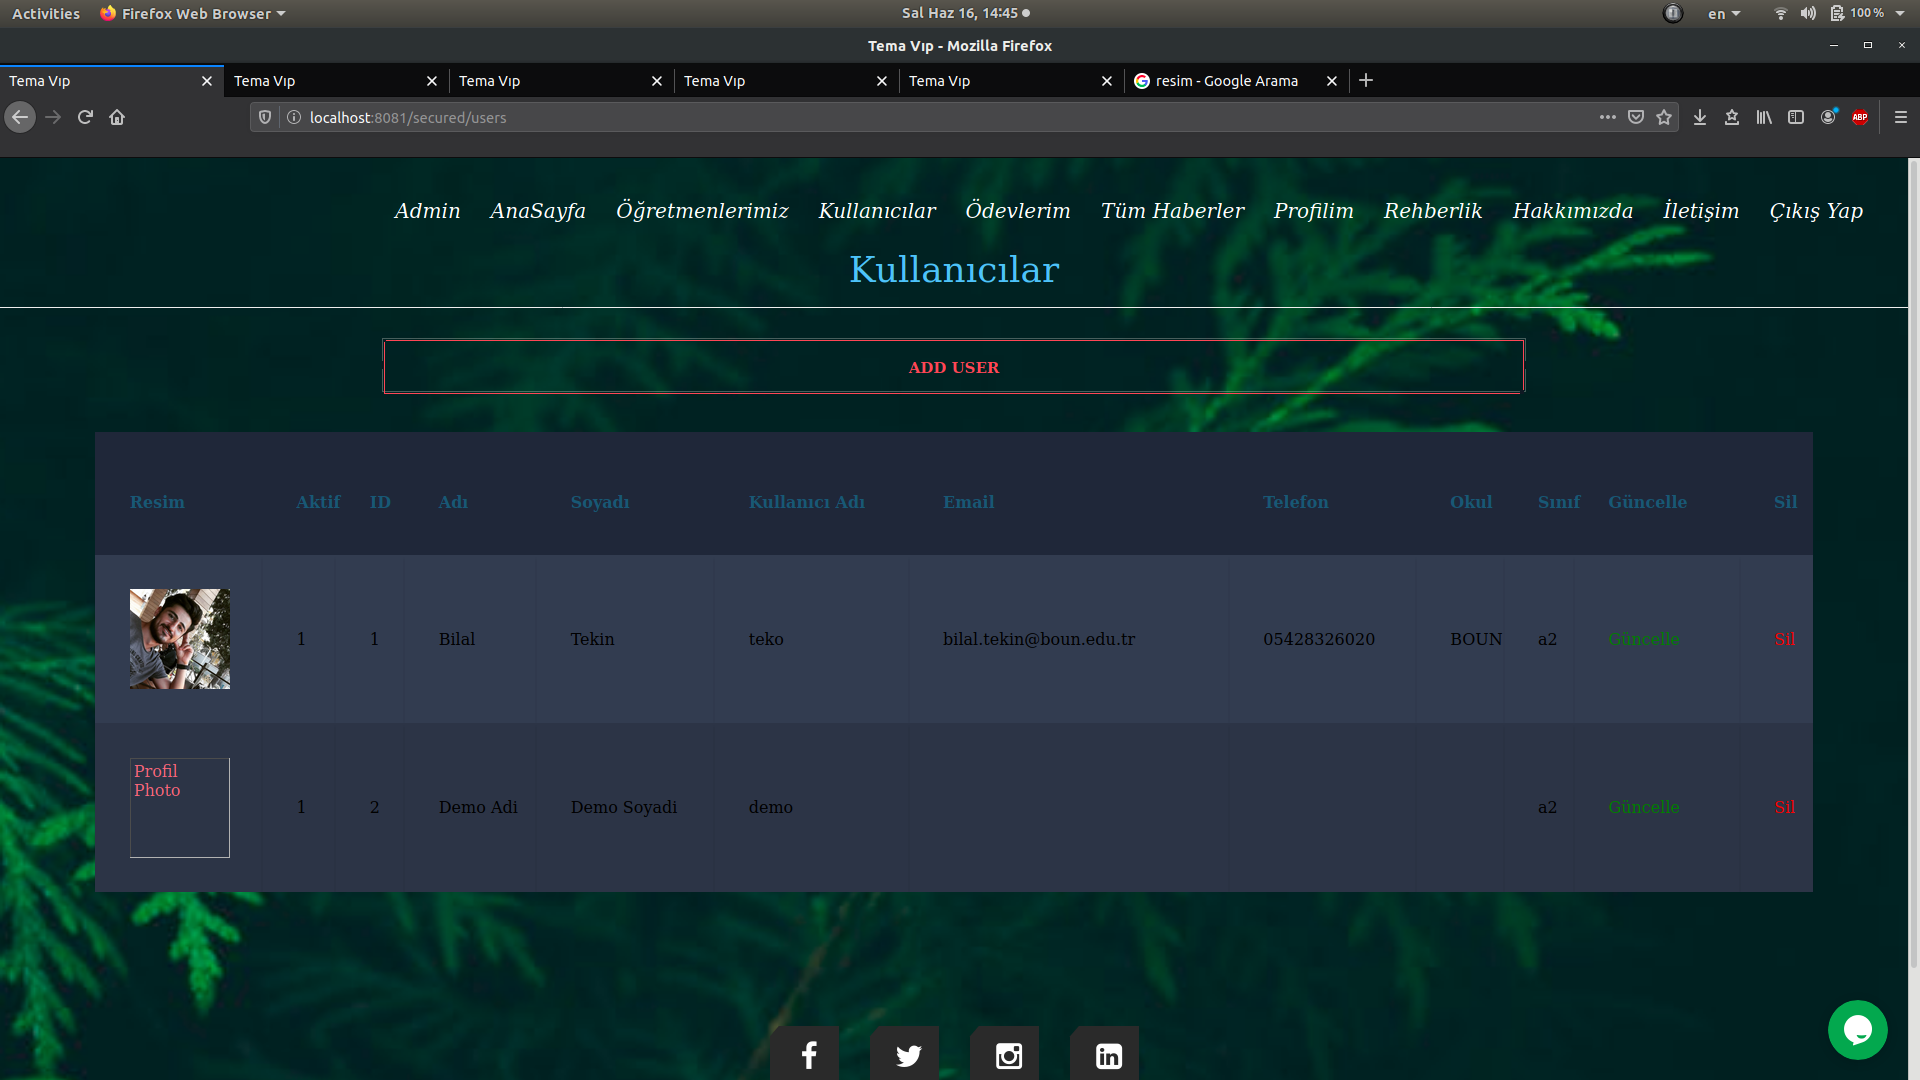 Activities Firefox Web Browser Sal Haz 16, 14:45 en 100 %
Tema Vıp - Mozilla Firefox
Tema Vıp Tema Vıp Tema Vıp Tema Vıp Tema Vıp resim - Google Arama
localhost:8081/secured/users ABP
Admin AnaSayfa Öğretmenlerimiz Kullanıcılar Ödevlerim Tüm Haberler Profilim Rehberlik Hakkımızda İletişim Çıkış Yap
Kullanıcılar
ADD USER
Resim Aktif ID Adı Soyadı Kullanıcı Adı Email Telefon Okul Sınıf Güncelle Sil
1 1 Bilal Tekin teko bilal.tekin@boun.edu.tr 05428326020 BOUN a2 Güncelle Sil
Profil
Photo
1 2 Demo Adi Demo Soyadi demo a2 Güncelle Sil